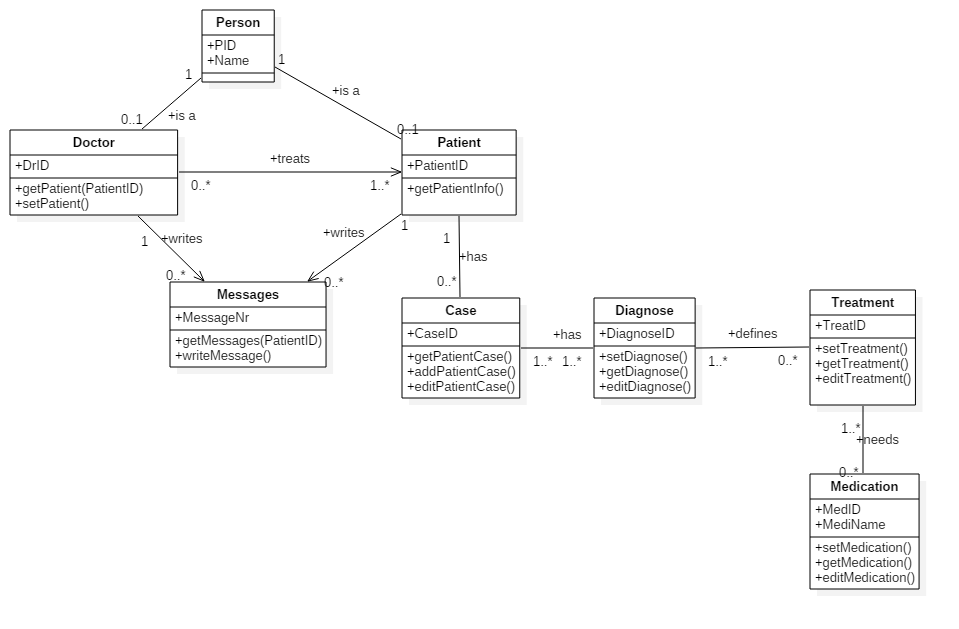 Person
+PID
+Name
1
1
+is a
+is a
0..1
0..1
Doctor
+DrID
+getPatient(PatientID)
+setPatient()
+treats
0..*
1..*
Patient
+PatientID
+getPatientInfo()
1
+writes
0..*
+writes
1
0..*
1
+has
0..*
Messages
+MessageNr
+getMessages(PatientID)
+writeMessage()
Case
+CaseID
+getPatientCase()
+addPatientCase()
+editPatientCase()
+has
1..*
1..*
Diagnose
+DiagnoseID
+setDiagnose()
+getDiagnose()
+editDiagnose()
+defines
1..*
0..*
Treatment
+TreatID
+setTreatment()
+getTreatment()
+editTreatment()
1..*
+needs
0..*
Medication
+MedID
+MediName
+setMedication()
+getMedication()
+editMedication()